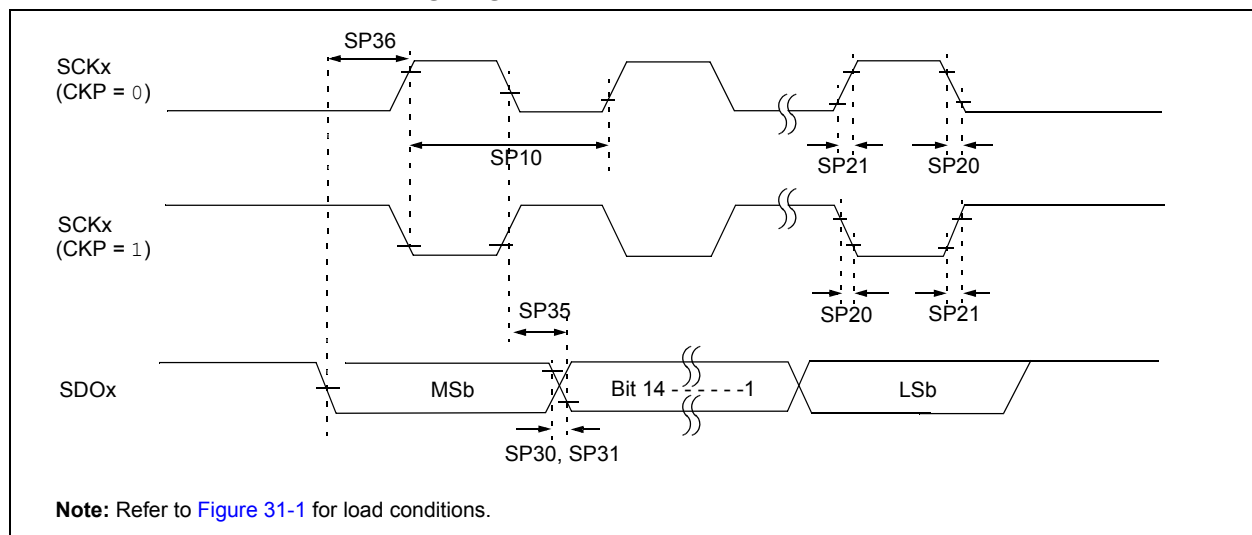 SP36
SCKx
(CKP = 0)
SP10
SP21
SP20
SCKx
(CKP = 1)
SP35
SP20
SP21
SDOx
MSb
Bit 14 - - - - - - -1
LSb
SP30, SP31
Note: Refer to Figure 31-1 for load conditions.